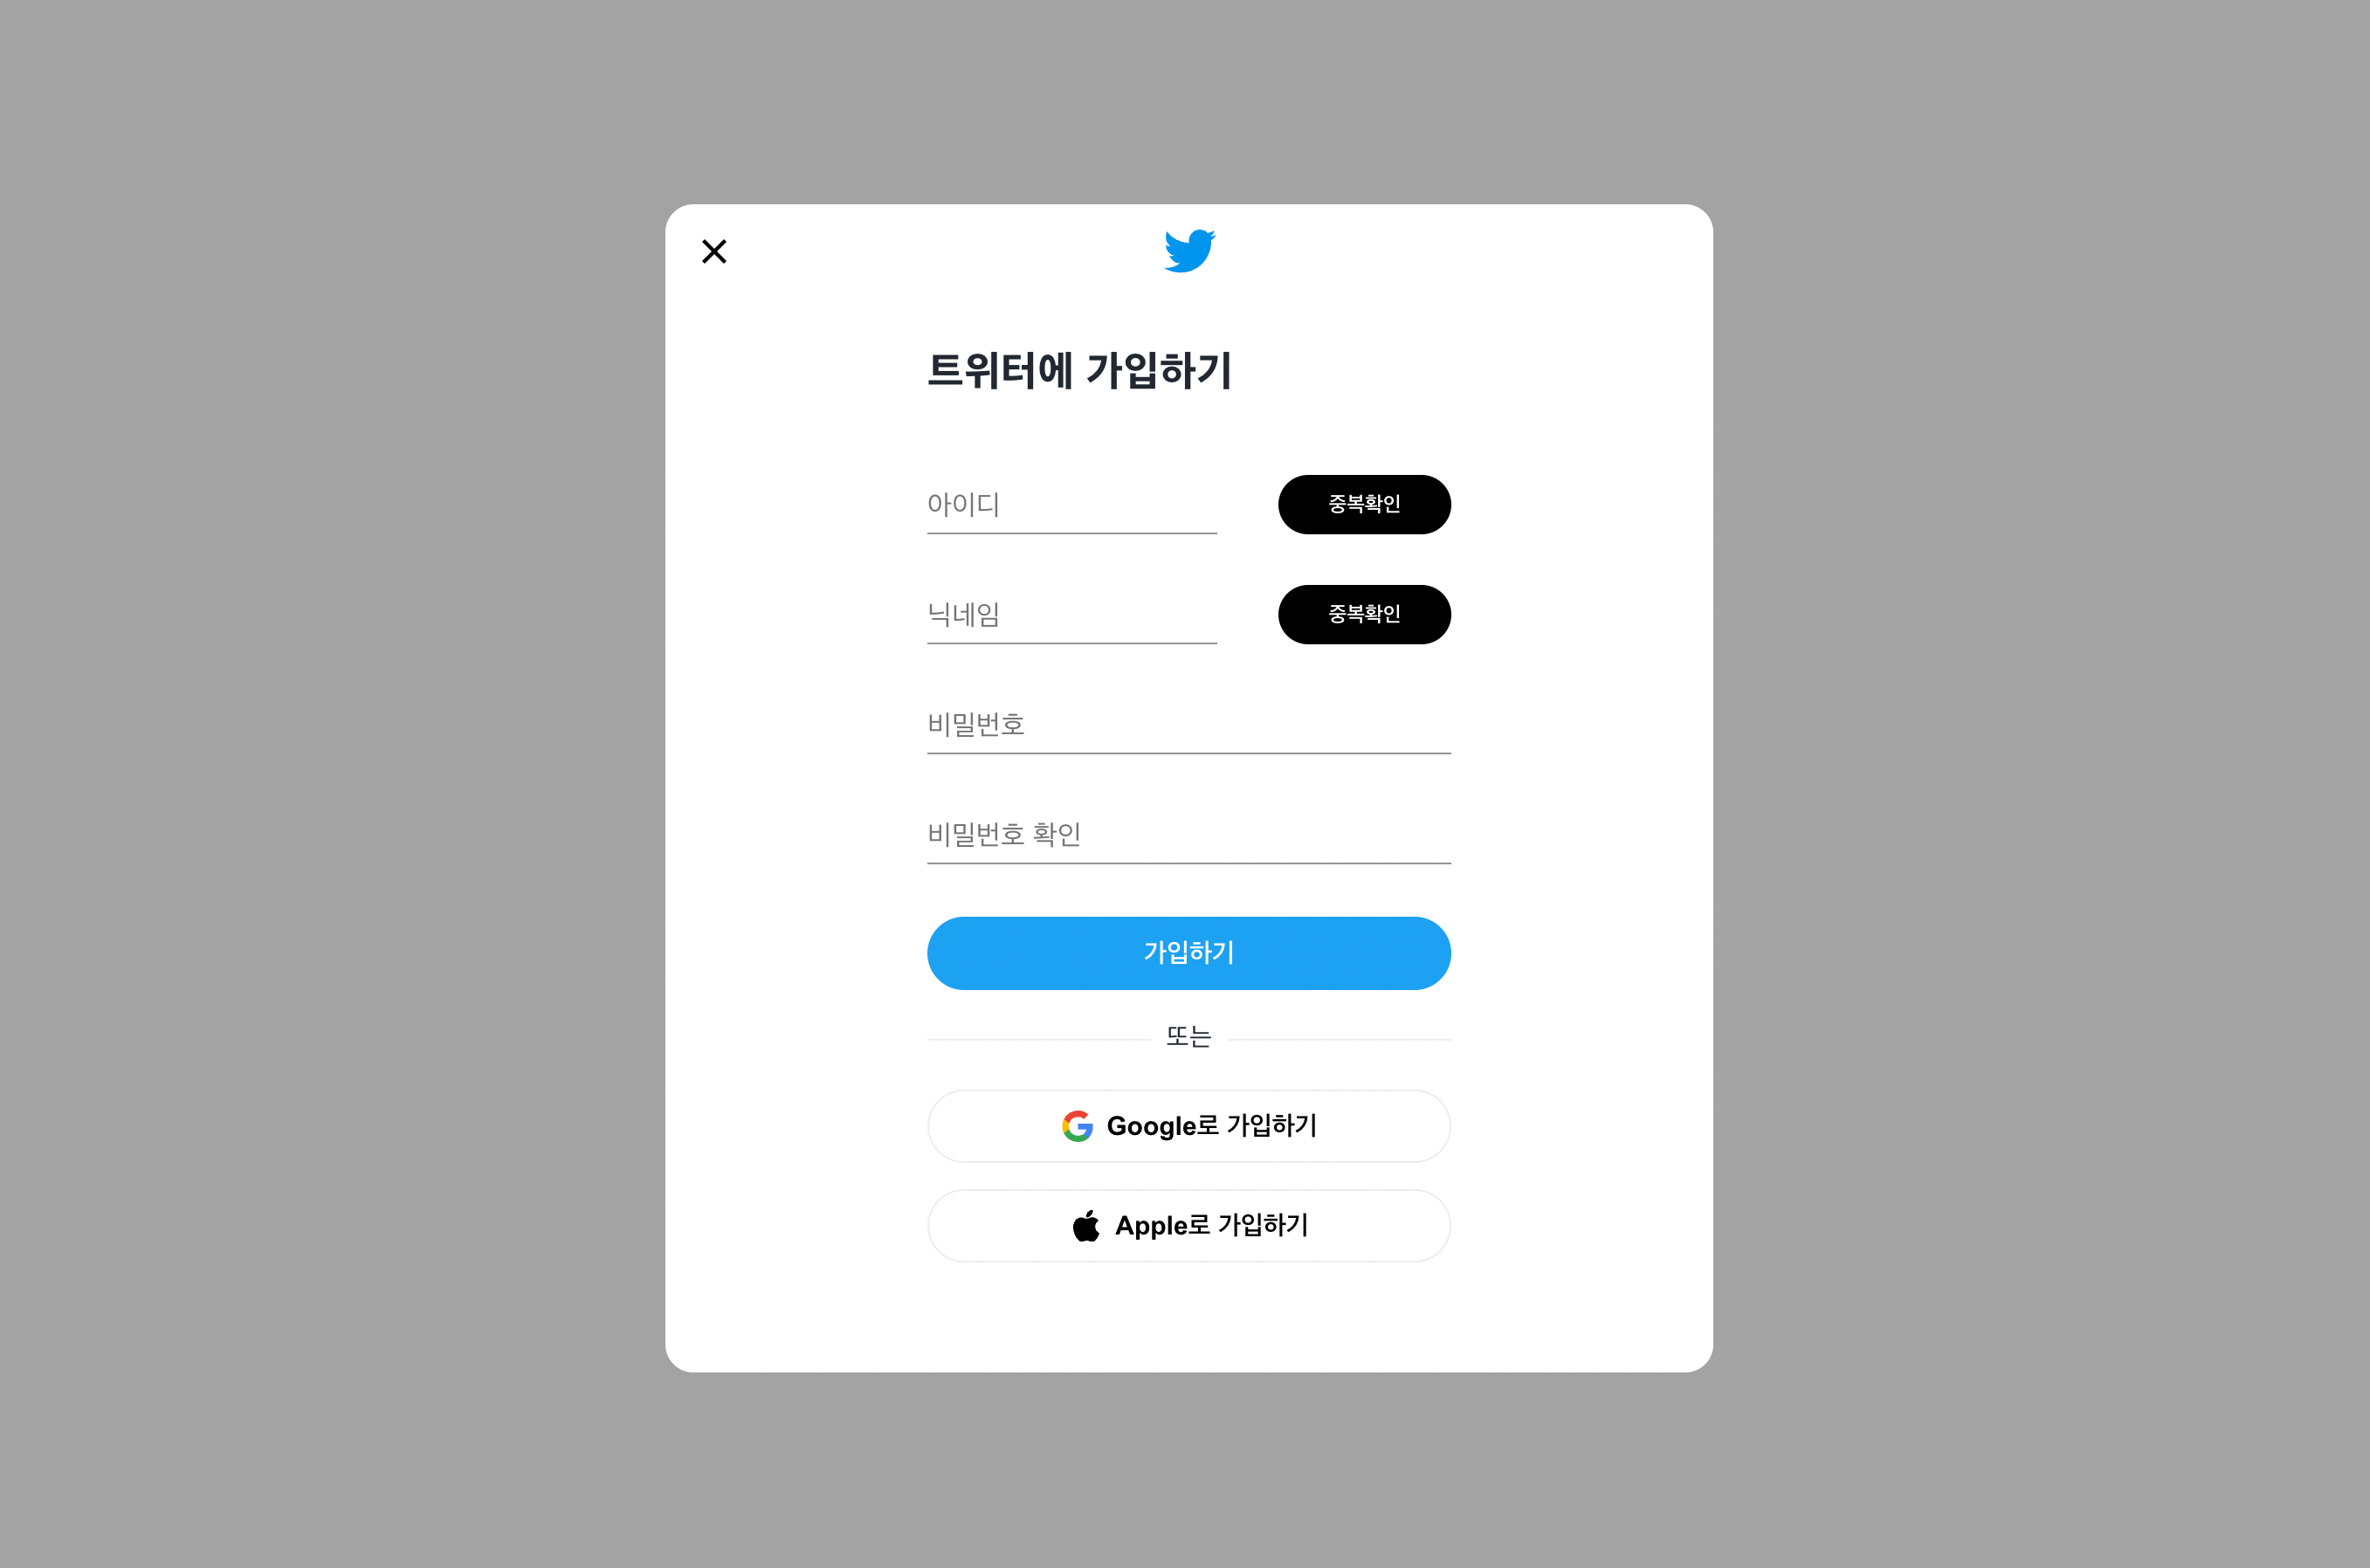 트위터에 가입하기
아이디
중복확인
닉네임
중복확인
비밀번호
비밀번호 확인
가입하기
또는
Google로 가입하기
Apple로 가입하기